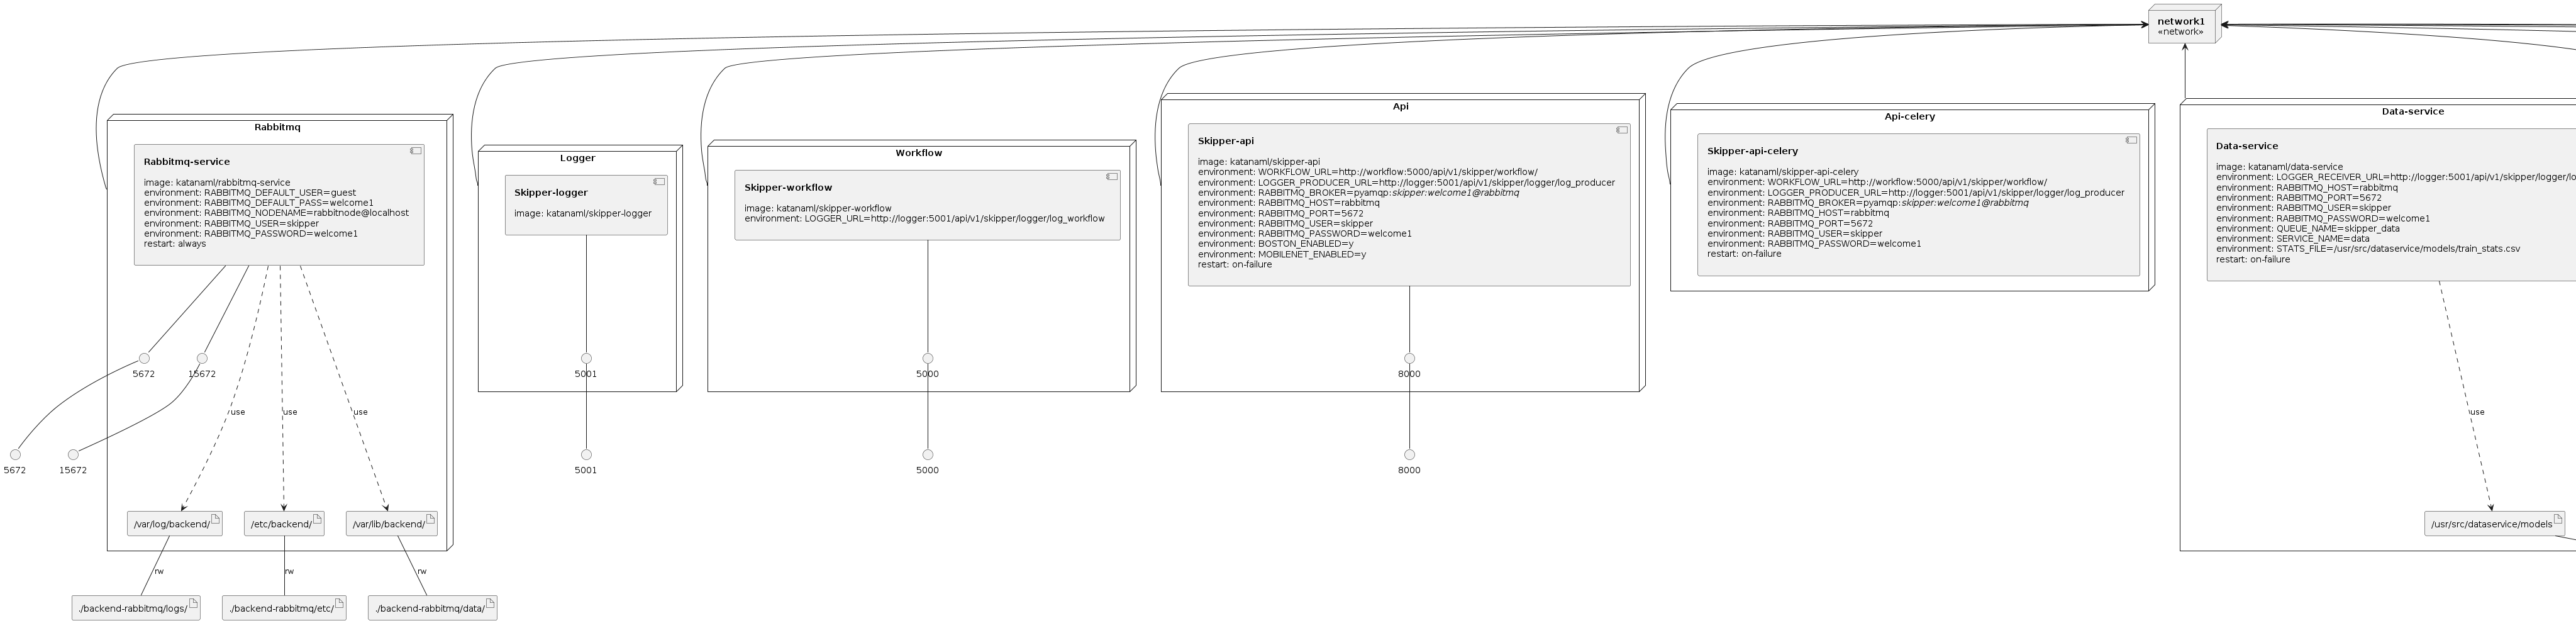 network1
«network»
Rabbitmq
Rabbitmq-service
image: katanaml/rabbitmq-service
environment: RABBITMQ_DEFAULT_USER=guest
environment: RABBITMQ_DEFAULT_PASS=welcome1
environment: RABBITMQ_NODENAME=rabbitnode@localhost
environment: RABBITMQ_USER=skipper
environment: RABBITMQ_PASSWORD=welcome1
restart: always
5672
15672
use
use
use
5672
15672
/var/log/backend/
/etc/backend/
/var/lib/backend/
rw
rw
rw
./backend-rabbitmq/logs/
./backend-rabbitmq/etc/
./backend-rabbitmq/data/
Logger
Skipper-logger
image: katanaml/skipper-logger
5001
5001
Workflow
Skipper-workflow
image: katanaml/skipper-workflow
environment: LOGGER_URL=http://logger:5001/api/v1/skipper/logger/log_workflow
5000
5000
Api
Skipper-api
image: katanaml/skipper-api
environment: WORKFLOW_URL=http://workflow:5000/api/v1/skipper/workflow/
environment: LOGGER_PRODUCER_URL=http://logger:5001/api/v1/skipper/logger/log_producer
environment: RABBITMQ_BROKER=pyamqp:skipper:welcome1@rabbitmq
environment: RABBITMQ_HOST=rabbitmq
environment: RABBITMQ_PORT=5672
environment: RABBITMQ_USER=skipper
environment: RABBITMQ_PASSWORD=welcome1
environment: BOSTON_ENABLED=y
environment: MOBILENET_ENABLED=y
restart: on-failure
8000
8000
Api-celery
Skipper-api-celery
image: katanaml/skipper-api-celery
environment: WORKFLOW_URL=http://workflow:5000/api/v1/skipper/workflow/
environment: LOGGER_PRODUCER_URL=http://logger:5001/api/v1/skipper/logger/log_producer
environment: RABBITMQ_BROKER=pyamqp:skipper:welcome1@rabbitmq
environment: RABBITMQ_HOST=rabbitmq
environment: RABBITMQ_PORT=5672
environment: RABBITMQ_USER=skipper
environment: RABBITMQ_PASSWORD=welcome1
restart: on-failure
Data-service
Data-service
image: katanaml/data-service
environment: LOGGER_RECEIVER_URL=http://logger:5001/api/v1/skipper/logger/lo
environment: RABBITMQ_HOST=rabbitmq
environment: RABBITMQ_PORT=5672
environment: RABBITMQ_USER=skipper
environment: RABBITMQ_PASSWORD=welcome1
environment: QUEUE_NAME=skipper_data
environment: SERVICE_NAME=data
environment: STATS_FILE=/usr/src/dataservice/models/train_stats.csv
restart: on-failure
use
/usr/src/dataservice/models